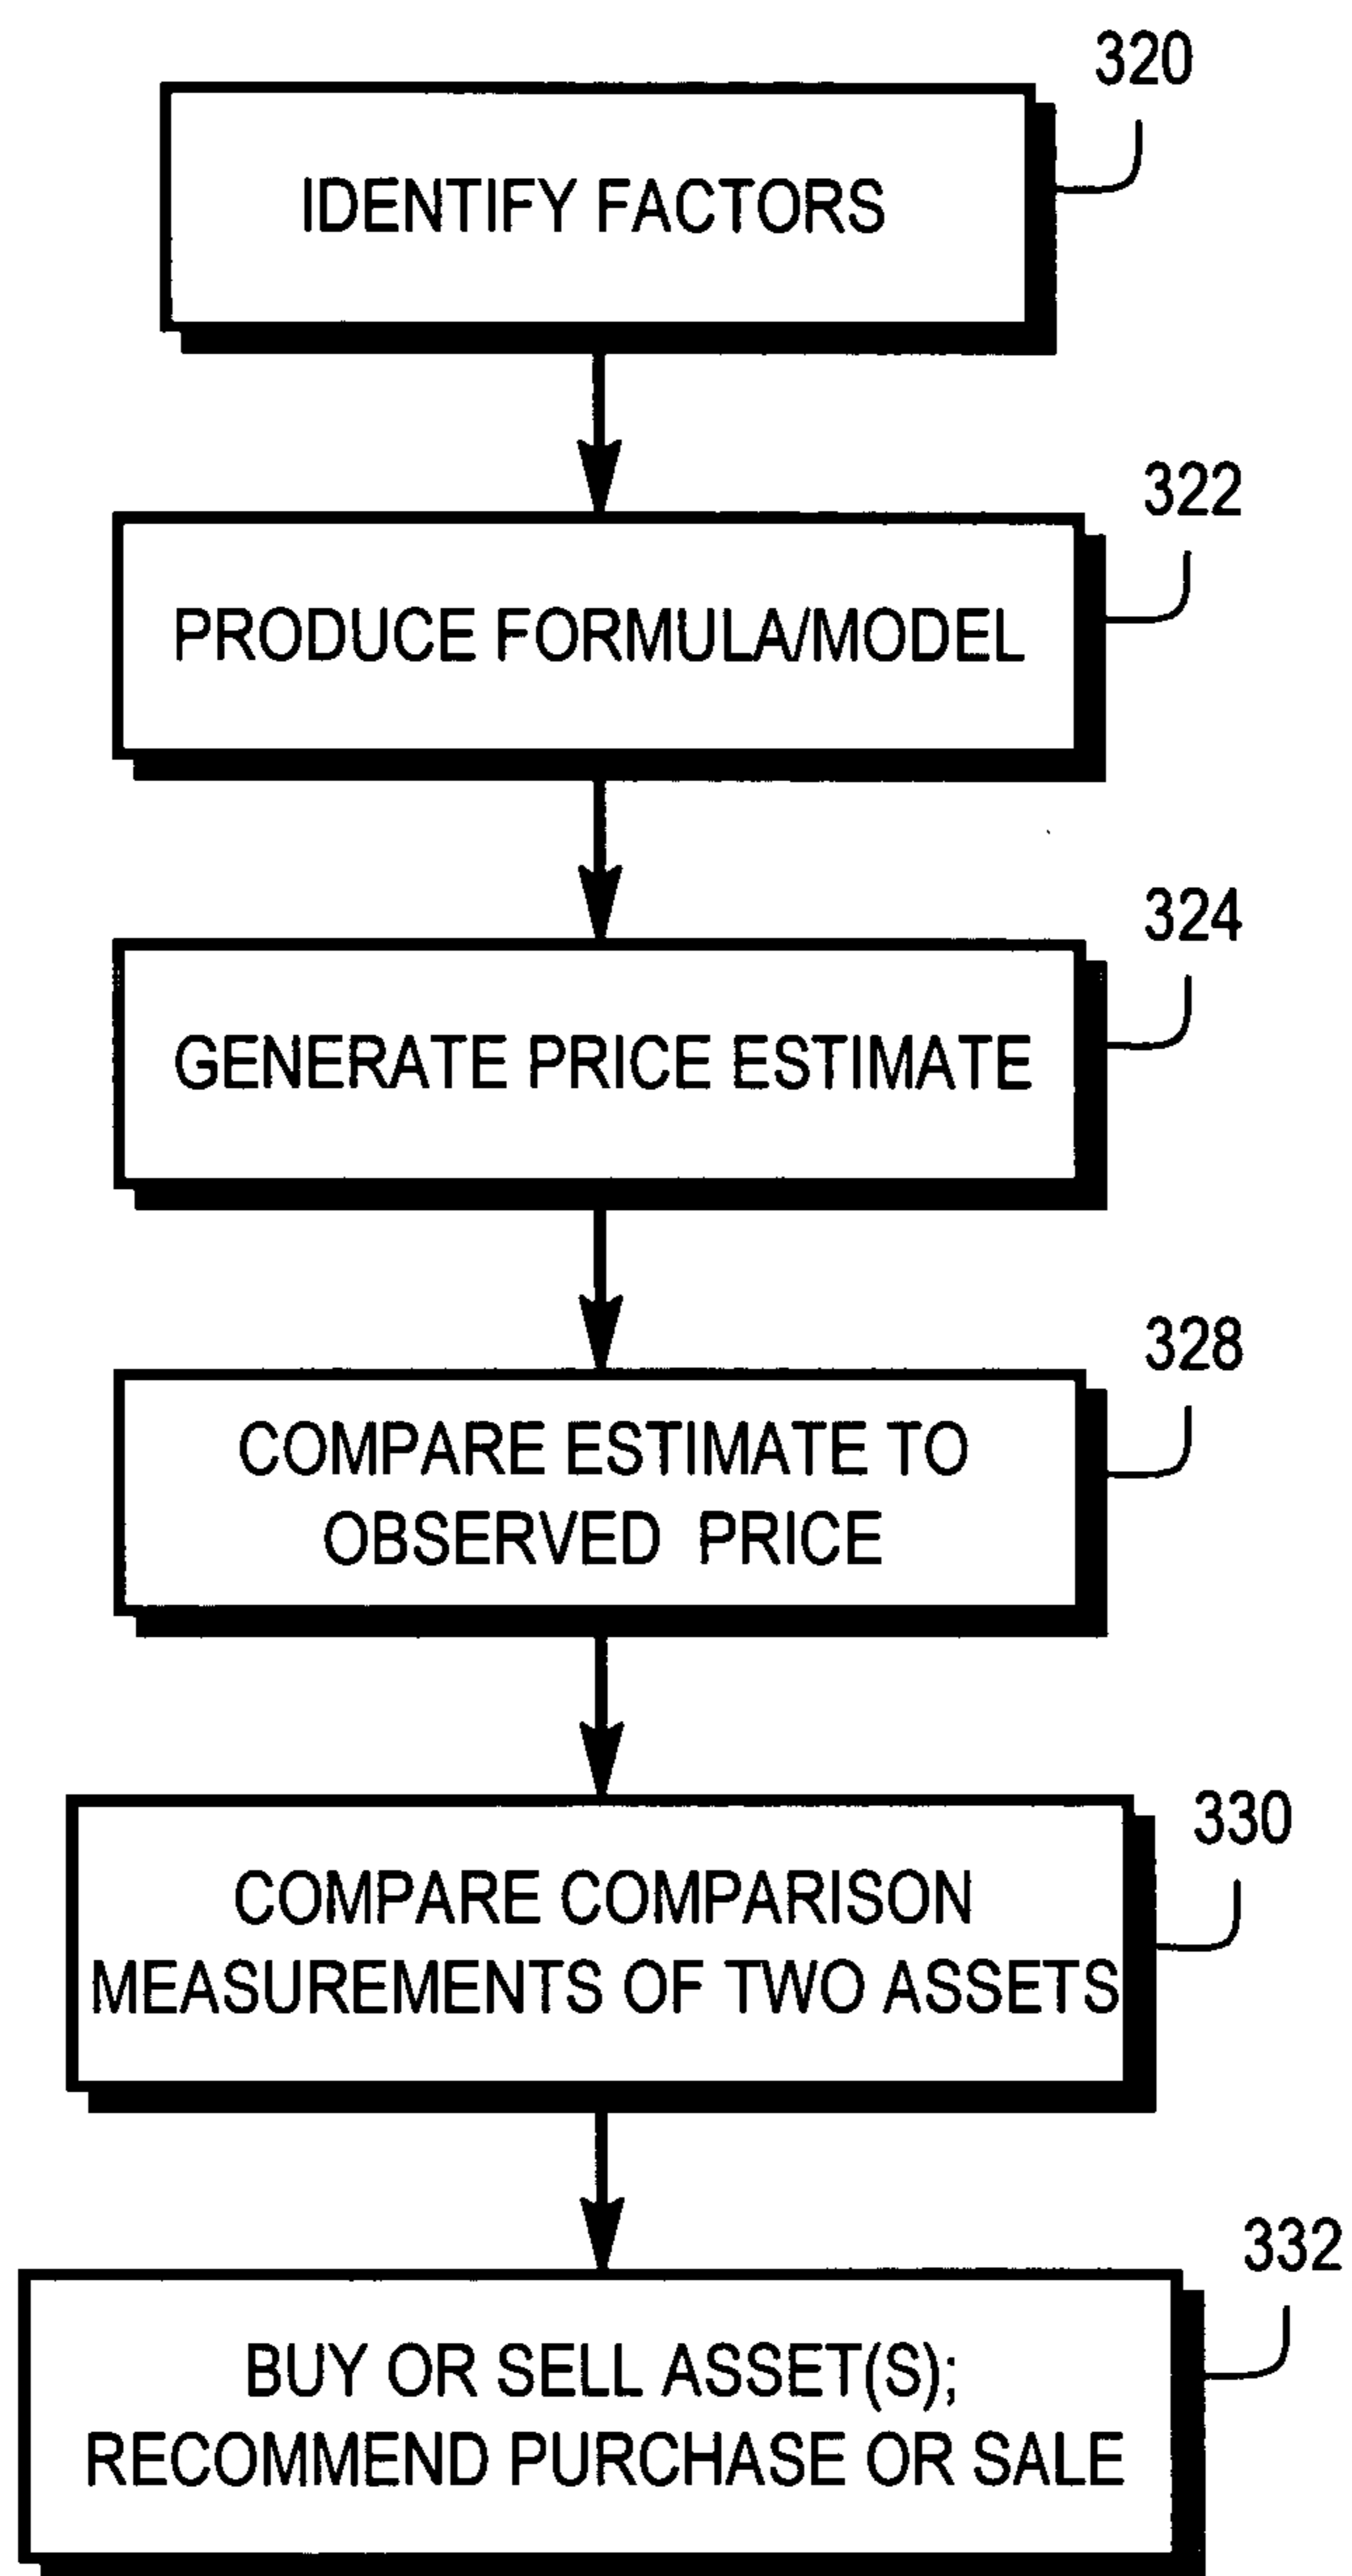 320
IDENTIFY FACTORS
322
PRODUCE FORMULA/MODEL
324
GENERATE PRICE ESTIMATE
328
COMPARE ESTIMATE TO
OBSERVED PRICE
330
COMPARE COMPARISON
MEASUREMENTS OF TWO ASSETS
332
BUY OR SELL ASSET(S);
RECOMMEND PURCHASE OR SALE